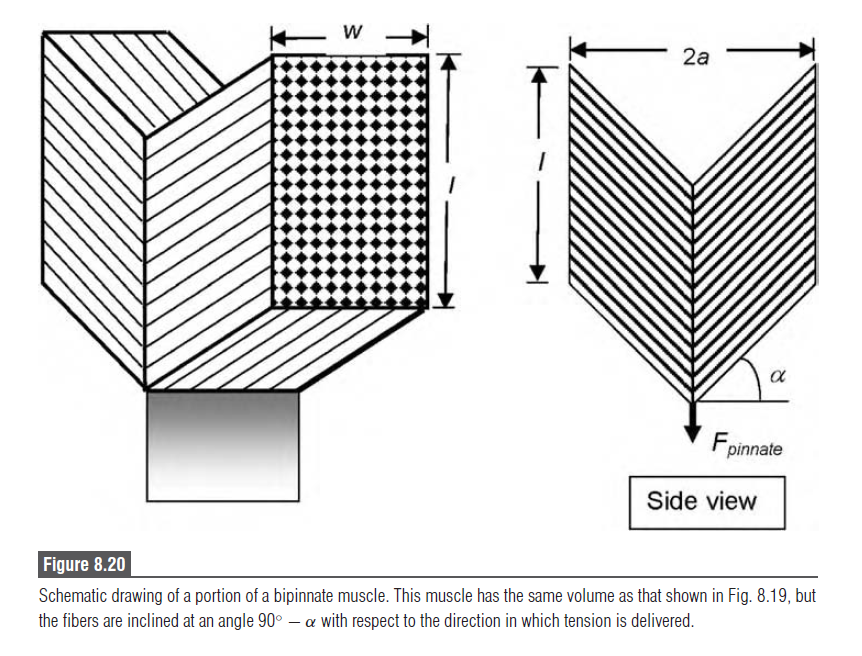 w
l
2a
l
α
Fpinnate
Side view
Figure 8.20
Schematic drawing of a portion of a bipinnate muscle. This muscle has the same volume as that shown in Fig. 8.19, but
the fibers are inclined at an angle 90° – α with respect to the direction in which tension is delivered.